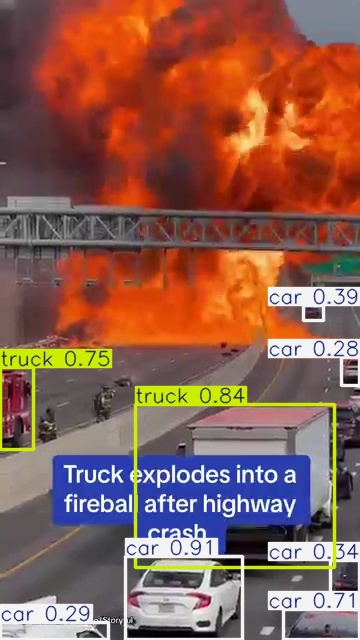 car 0.39
car 0.28
truck 0.75
truck 0.84
Truck explodes into a
fireball after highway
crash
car 0.91
car 0.34
car 0.29
car 0.71